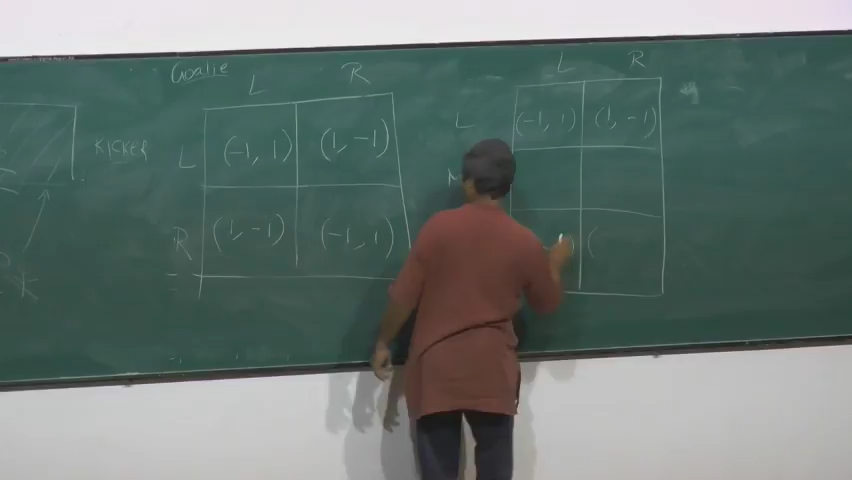 Goalie
L R
Kicker
L (-1, 1) (1, -1)
R (1, -1) (-1, 1)
L R
L (-1, 1) (1, -1)
M
(